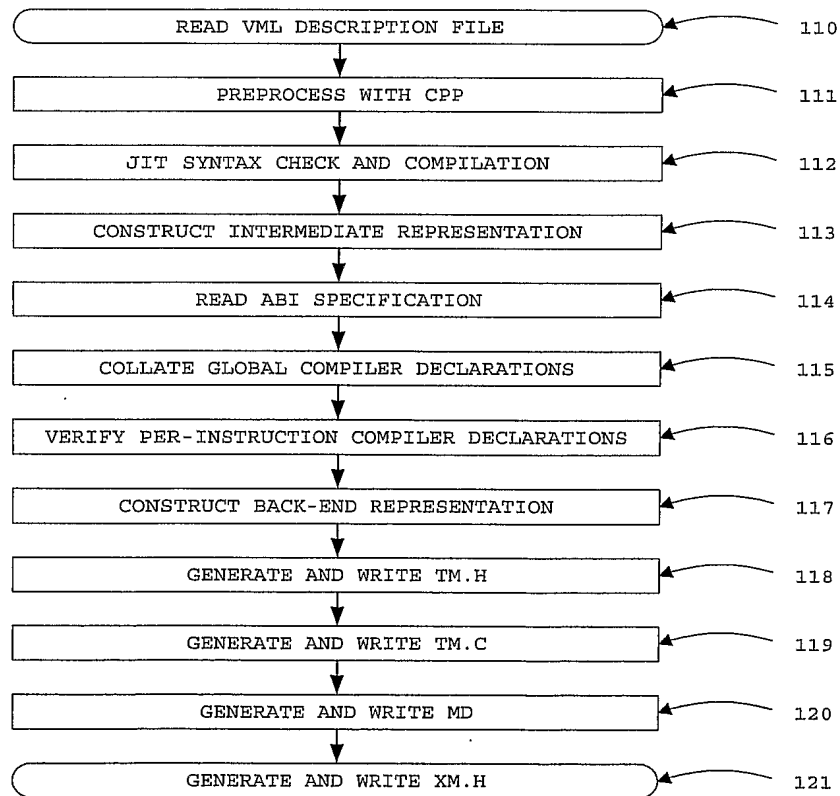 READ VML DESCRIPTION FILE 110
PREPROCESS WITH CPP 111
JIT SYNTAX CHECK AND COMPILATION 112
CONSTRUCT INTERMEDIATE REPRESENTATION 113
READ ABI SPECIFICATION 114
COLLATE GLOBAL COMPILER DECLARATIONS 115
VERIFY PER-INSTRUCTION COMPILER DECLARATIONS 116
CONSTRUCT BACK-END REPRESENTATION 117
GENERATE AND WRITE TM.H 118
GENERATE AND WRITE TM.C 119
GENERATE AND WRITE MD 120
GENERATE AND WRITE XM.H 121